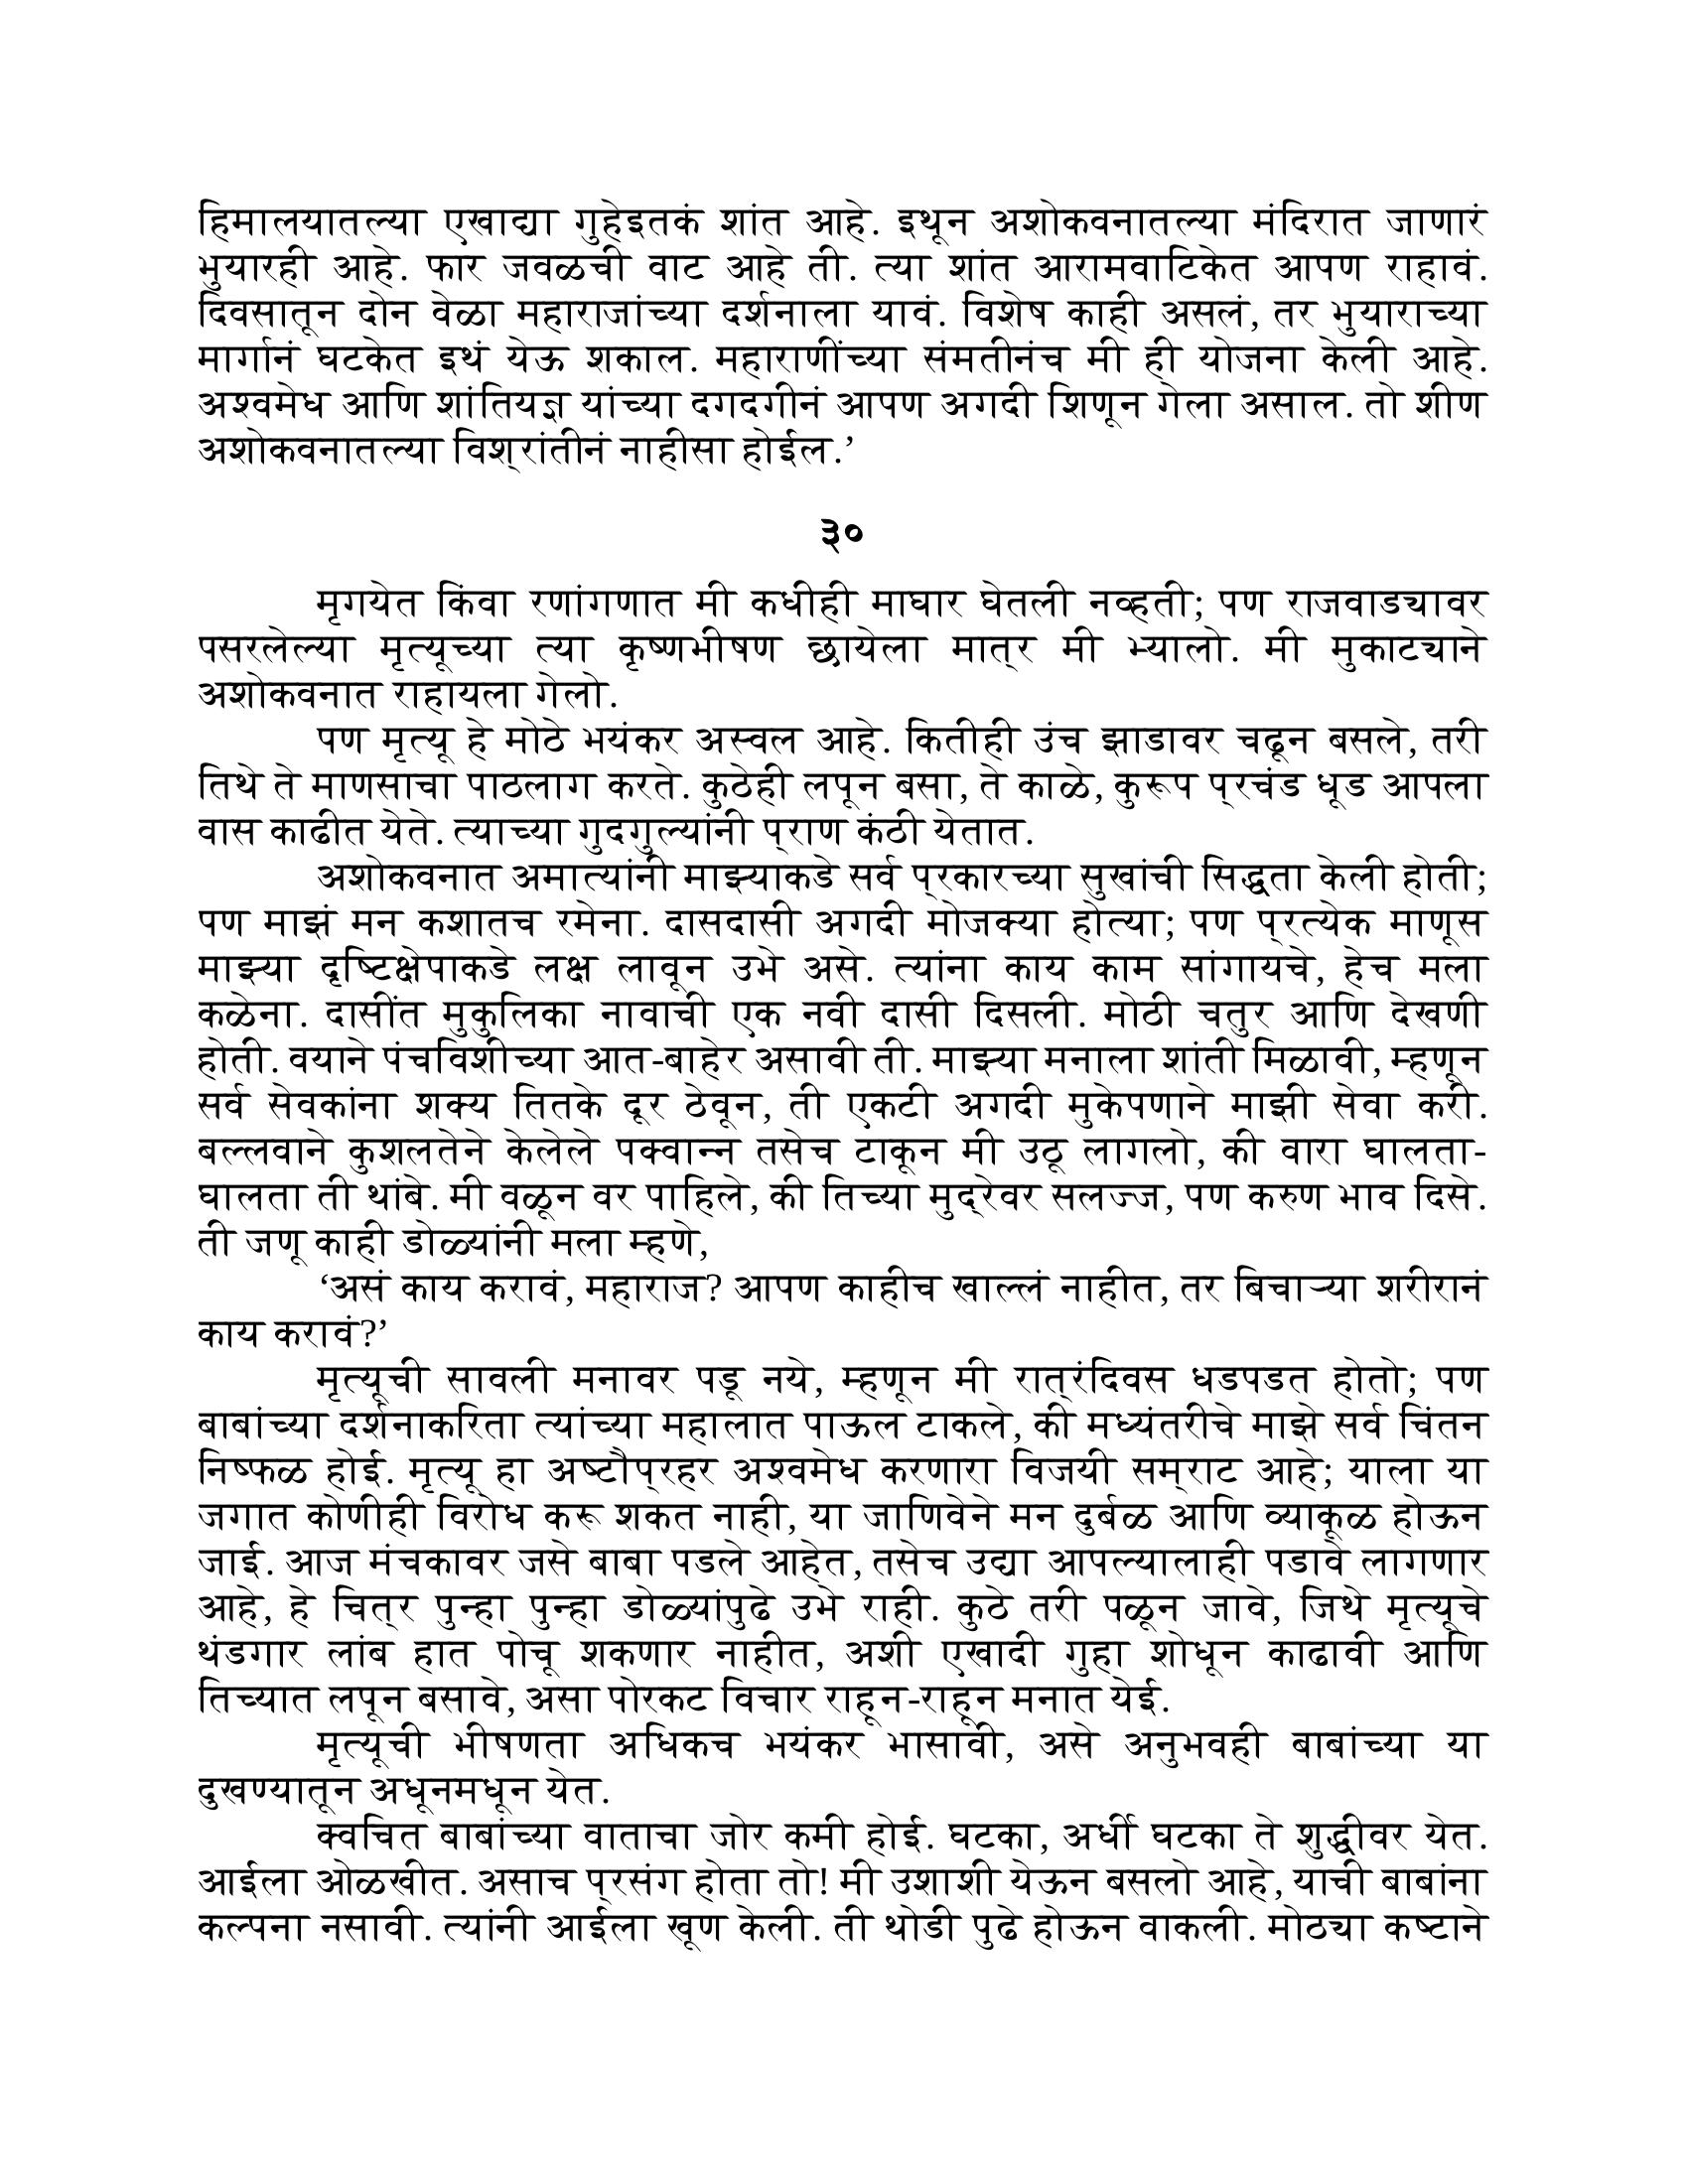 हिमालयातल्या एखाद्या गुहेइतकं शांत आहे. इथून अशोकवनातल्या मंदिरात जाणारं
भुयारही आहे. फार जवळची वाट आहे ती. त्या शांत आरामवाटिकेत आपण राहावं.
दिवसातून दोन वेळा महाराजांच्या दर्शनाला यावं. विशेष काही असलं, तर भुयाराच्या
मार्गानं घटकेत इथं येऊ शकाल. महाराणींच्या संमतीनंच मी ही योजना केली आहे.
अश्वमेध आणि शांतियज्ञ यांच्या दगदगीनं आपण अगदी शिणून गेला असाल. तो शीण
अशोकवनातल्या विश्रांतीनं नाहीसा होईल.’
३०
मृगयेत किंवा रणांगणात मी कधीही माघार घेतली नव्हती; पण राजवाड्यावर
पसरलेल्या मृत्यूच्या त्या कृष्णभीषण छायेला मात्र मी भ्यालो. मी मुकाट्याने
अशोकवनात राहायला गेलो.
पण मृत्यू हे मोठे भयंकर अस्वल आहे. कितीही उंच झाडावर चढून बसले, तरी
तिथे ते माणसाचा पाठलाग करते. कुठेही लपून बसा, ते काळे, कुरूप प्रचंड धूड आपला
वास काढीत येते. त्याच्या गुदगुल्यांनी प्राण कंठी येतात.
अशोकवनात अमात्यांनी माझ्याकडे सर्व प्रकारच्या सुखांची सिद्धता केली होती;
पण माझं मन कशातच रमेना. दासदासी अगदी मोजक्या होत्या; पण प्रत्येक माणूस
माझ्या दृष्टिक्षेपाकडे लक्ष लावून उभे असे. त्यांना काय काम सांगायचे, हेच मला
कळेना. दासींत मुकुलिका नावाची एक नवी दासी दिसली. मोठी चतुर आणि देखणी
होती. वयाने पंचविशीच्या आत-बाहेर असावी ती. माझ्या मनाला शांती मिळावी, म्हणून
सर्व सेवकांना शक्य तितके दूर ठेवून, ती एकटी अगदी मुकेपणाने माझी सेवा करी.
बल्लवाने कुशलतेने केलेले पक्वान्न तसेच टाकून मी उठू लागलो, की वारा घालता-
घालता ती थांबे. मी वळून वर पाहिले, की तिच्या मुद्रेवर सलज्ज, पण करुण भाव दिसे.
ती जणू काही डोळ्यांनी मला म्हणे,
‘असं काय करावं, महाराज? आपण काहीच खाल्लं नाहीत, तर बिचाऱ्या शरीरानं
काय करावं?’
मृत्यूची सावली मनावर पडू नये, म्हणून मी रात्रंदिवस धडपडत होतो; पण
बाबांच्या दर्शनाकरिता त्यांच्या महालात पाऊल टाकले, की मध्यंतरीचे माझे सर्व चिंतन
निष्फळ होई. मृत्यू हा अष्टौप्रहर अश्वमेध करणारा विजयी सम्राट आहे; याला या
जगात कोणीही विरोध करू शकत नाही, या जाणिवेने मन दुर्बळ आणि व्याकूळ होऊन
जाई. आज मंचकावर जसे बाबा पडले आहेत, तसेच उद्या आपल्यालाही पडावे लागणार
आहे, हे चित्र पुन्हा पुन्हा डोळ्यांपुढे उभे राही. कुठे तरी पळून जावे, जिथे मृत्यूचे
थंडगार लांब हात पोचू शकणार नाहीत, अशी एखादी गुहा शोधून काढावी आणि
तिच्यात लपून बसावे, असा पोरकट विचार राहून-राहून मनात येई.
मृत्यूची भीषणता अधिकच भयंकर भासावी, असे अनुभवही बाबांच्या या
दुखण्यातून अधूनमधून येत.
क्वचित बाबांच्या वाताचा जोर कमी होई. घटका, अर्धी घटका ते शुद्धीवर येत.
आईला ओळखीत. असाच प्रसंग होता तो! मी उशाशी येऊन बसलो आहे, याची बाबांना
कल्पना नसावी. त्यांनी आईला खूण केली. ती थोडी पुढे होऊन वाकली. मोठ्या कष्टाने